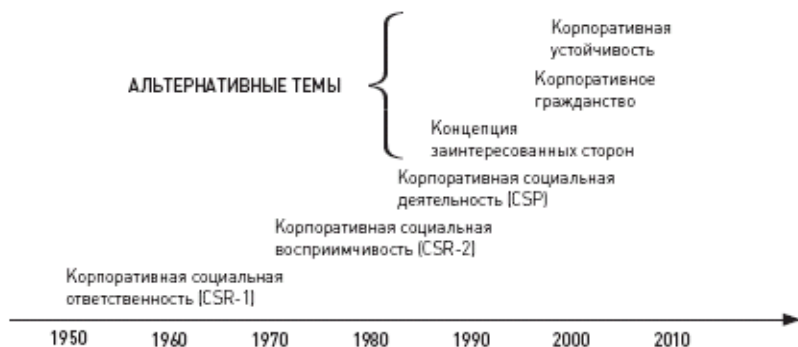 Корпоративная
устойчивость
АЛЬТЕРНАТИВНЫЕ ТЕМЫ
Корпоративное
гражданство
Концепция
заинтересованных сторон
Корпоративная социальная
деятельность (CSP)
Корпоративная социальная
восприимчивость (CSR-2)
Корпоративная социальная
ответственность (CSR-1)
1950 1960 1970 1980 1990 2000 2010